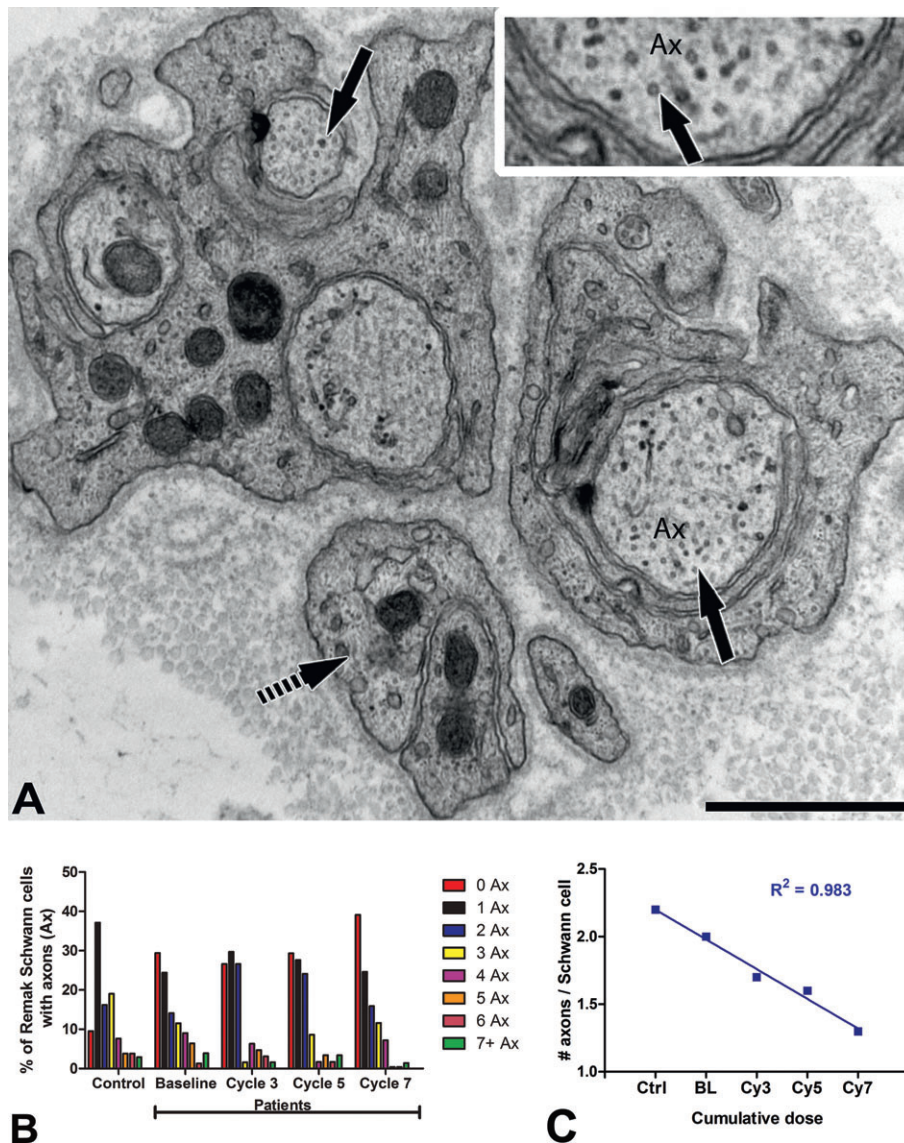 Ax
Ax
A
50
40
30
20
10
0
% of Remak Schwann cells
with axons (Ax)
Control
Baseline
Cycle 3
Cycle 5
Cycle 7
Patients
0 Ax
1 Ax
2 Ax
3 Ax
4 Ax
5 Ax
6 Ax
7+ Ax
B
2.5
2.0
1.5
1.0
# axons / Schwann cell
R² = 0.983
Ctrl
BL
Cy3
Cy5
Cy7
Cumulative dose
C